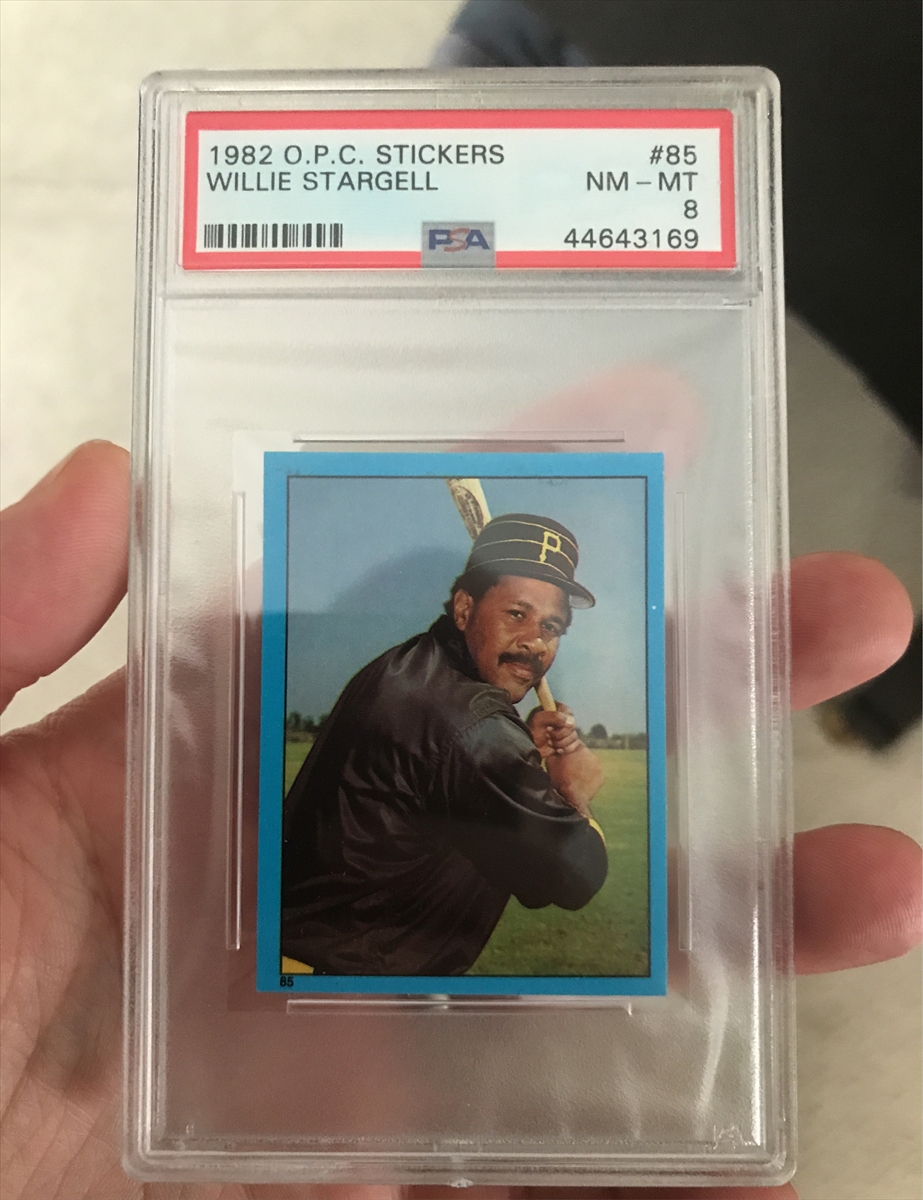 1982 O.P.C. STICKERS #85
WILLIE STARGELL NM – MT
8
PSA 44643169
P
85